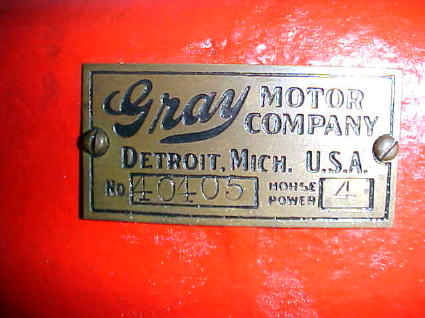 Gray MOTOR
COMPANY
DETROIT, MICH. U.S.A.
No 40405 HORSE POWER 4